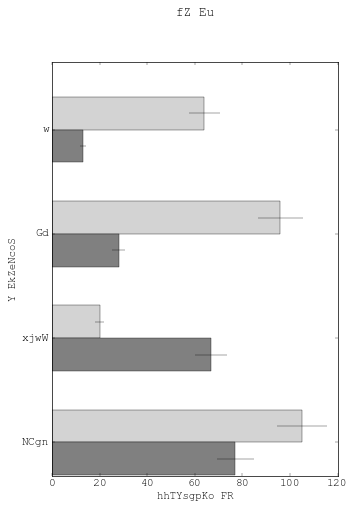 fZ Eu
w
Gd
xjwW
NCgn
Y EkZeNcoS
0 20 40 60 80 100 120
hhTYsgpKo FR